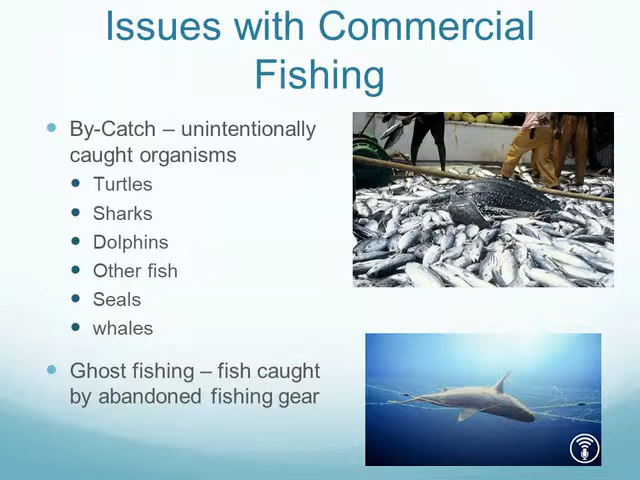 Issues with Commercial
Fishing
By-Catch – unintentionally
caught organisms
Turtles
Sharks
Dolphins
Other fish
Seals
whales
Ghost fishing – fish caught
by abandoned fishing gear